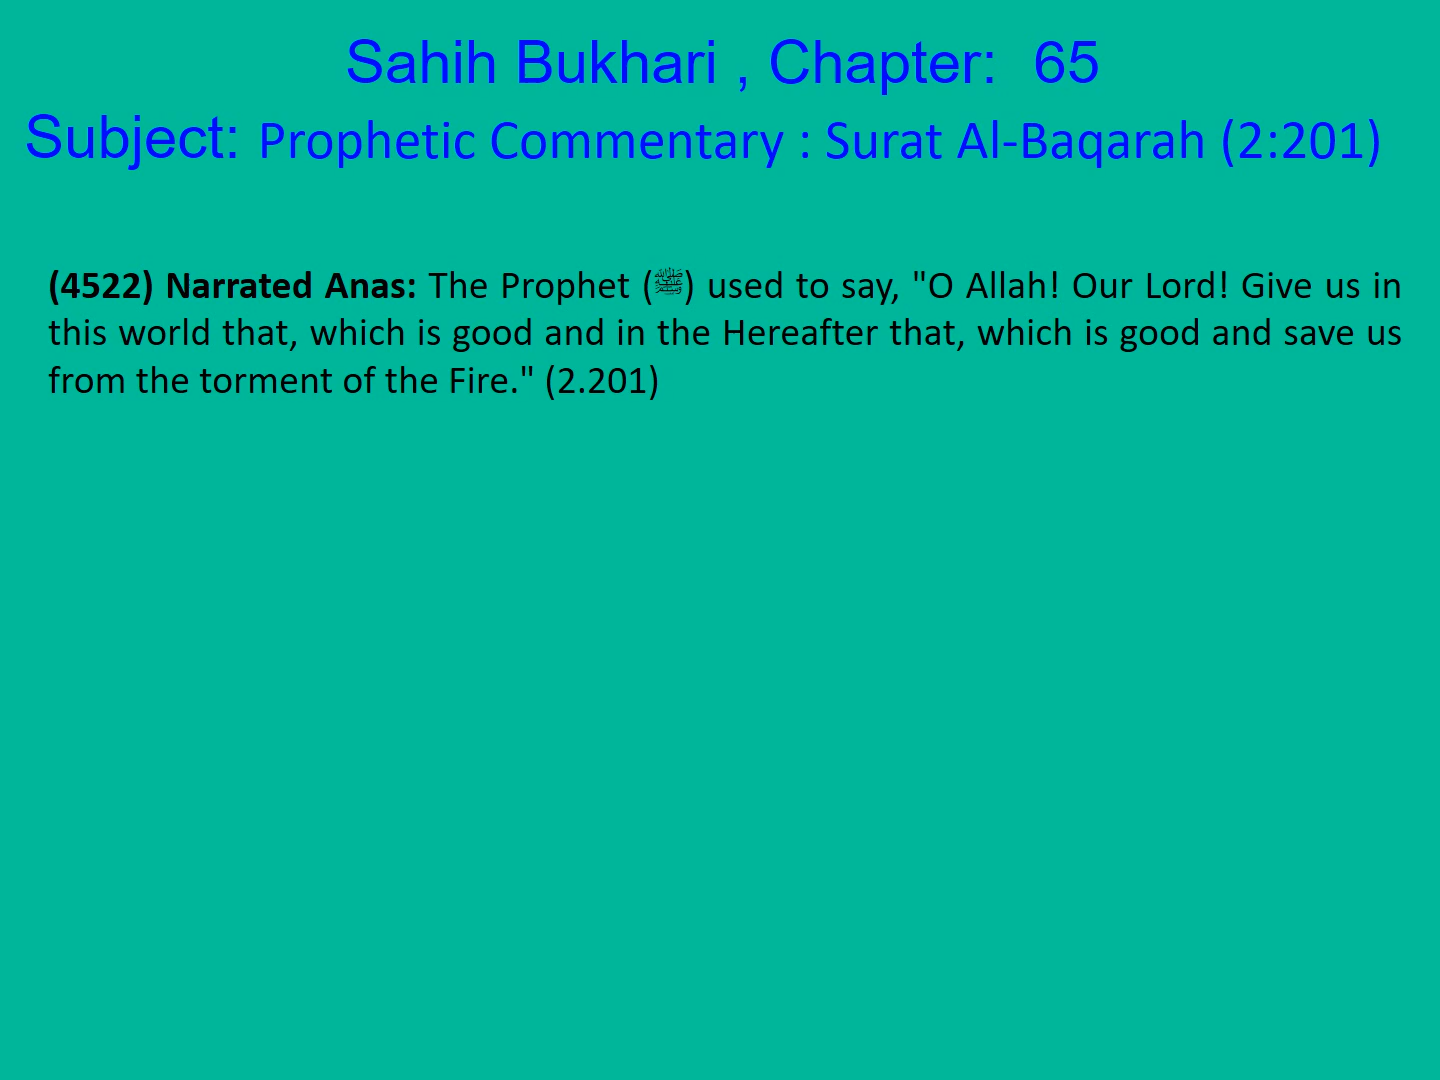 Sahih Bukhari , Chapter:  65
Subject: Prophetic Commentary : Surat Al-Baqarah (2:201)
(4522) Narrated Anas: The Prophet (ﷺ) used to say, "O Allah! Our Lord! Give us in
this world that, which is good and in the Hereafter that, which is good and save us
from the torment of the Fire." (2.201)